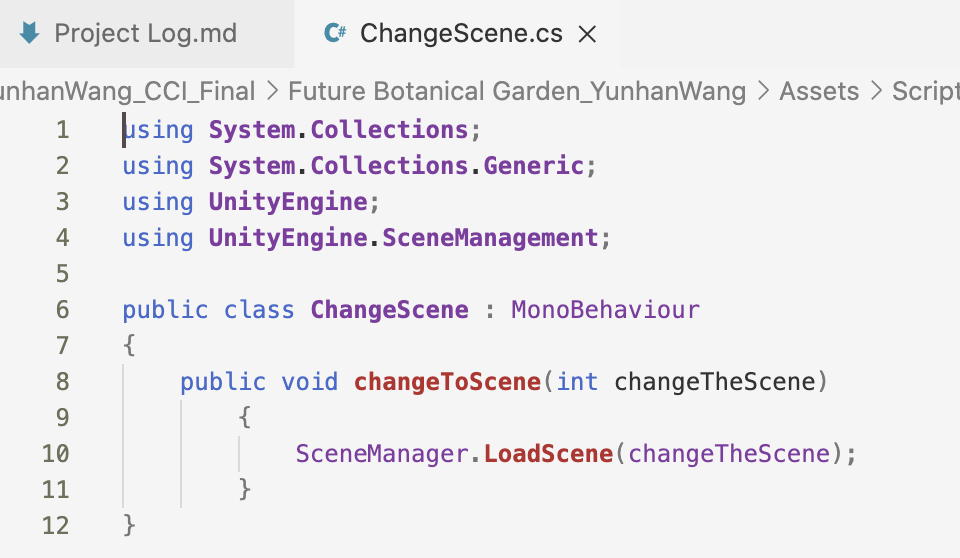 Project Log.md C# ChangeScene.cs ×
unhanWang_CCI_Final > Future Botanical Garden_YunhanWang > Assets > Script
1 using System.Collections;
2 using System.Collections.Generic;
3 using UnityEngine;
4 using UnityEngine.SceneManagement;
5
6 public class ChangeScene : MonoBehaviour
7 {
8 public void changeToScene(int changeTheScene)
9 {
10 SceneManager.LoadScene(changeTheScene);
11 }
12 }